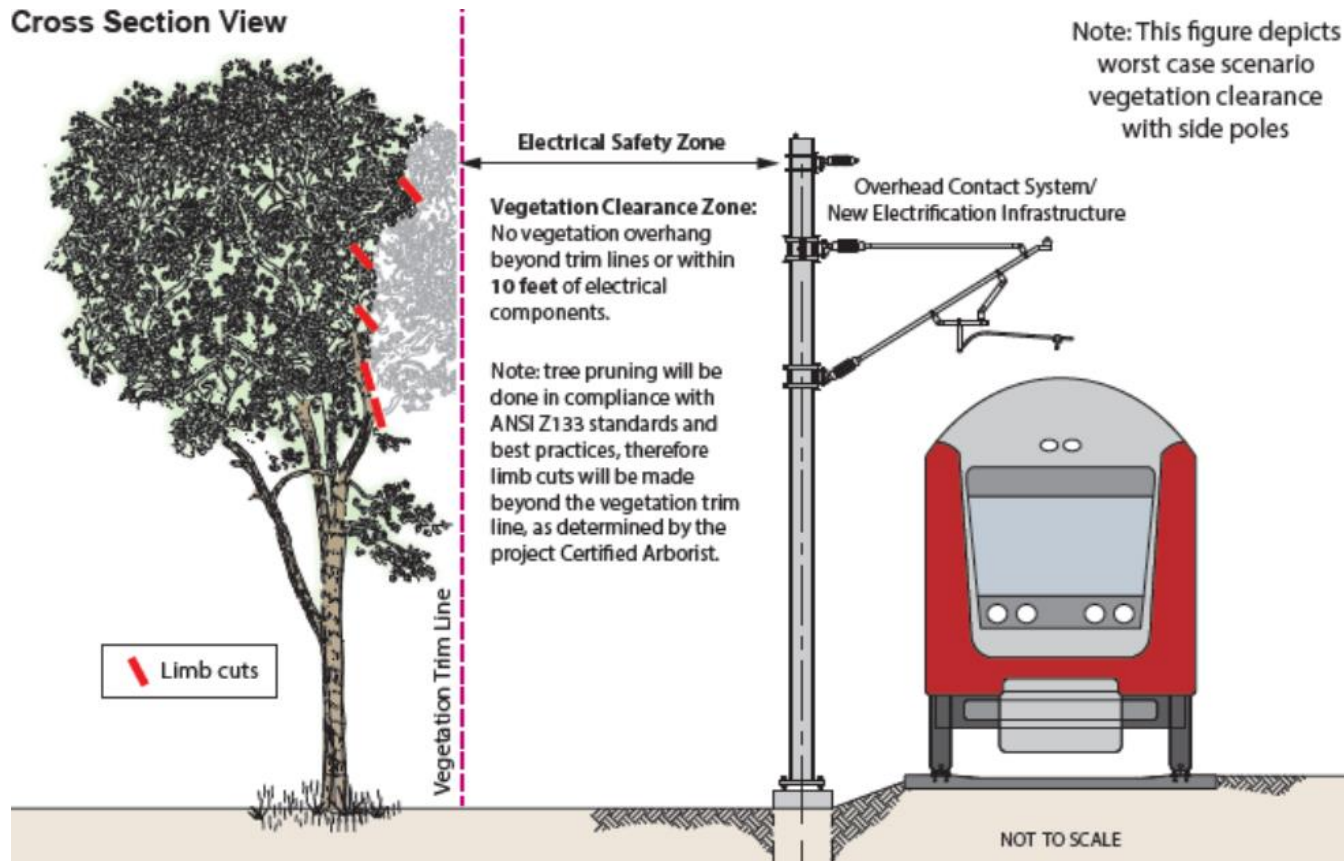 Cross Section View
Note: This figure depicts
worst case scenario
vegetation clearance
with side poles
Electrical Safety Zone
Vegetation Clearance Zone:
No vegetation overhang
beyond trim lines or within
10 feet of electrical
components.
Note: tree pruning will be
done in compliance with
ANSI Z133 standards and
best practices, therefore
limb cuts will be made
beyond the vegetation trim
line, as determined by the
project Certified Arborist.
Overhead Contact System/
New Electrification Infrastructure
Vegetation Trim Line
Limb cuts
NOT TO SCALE